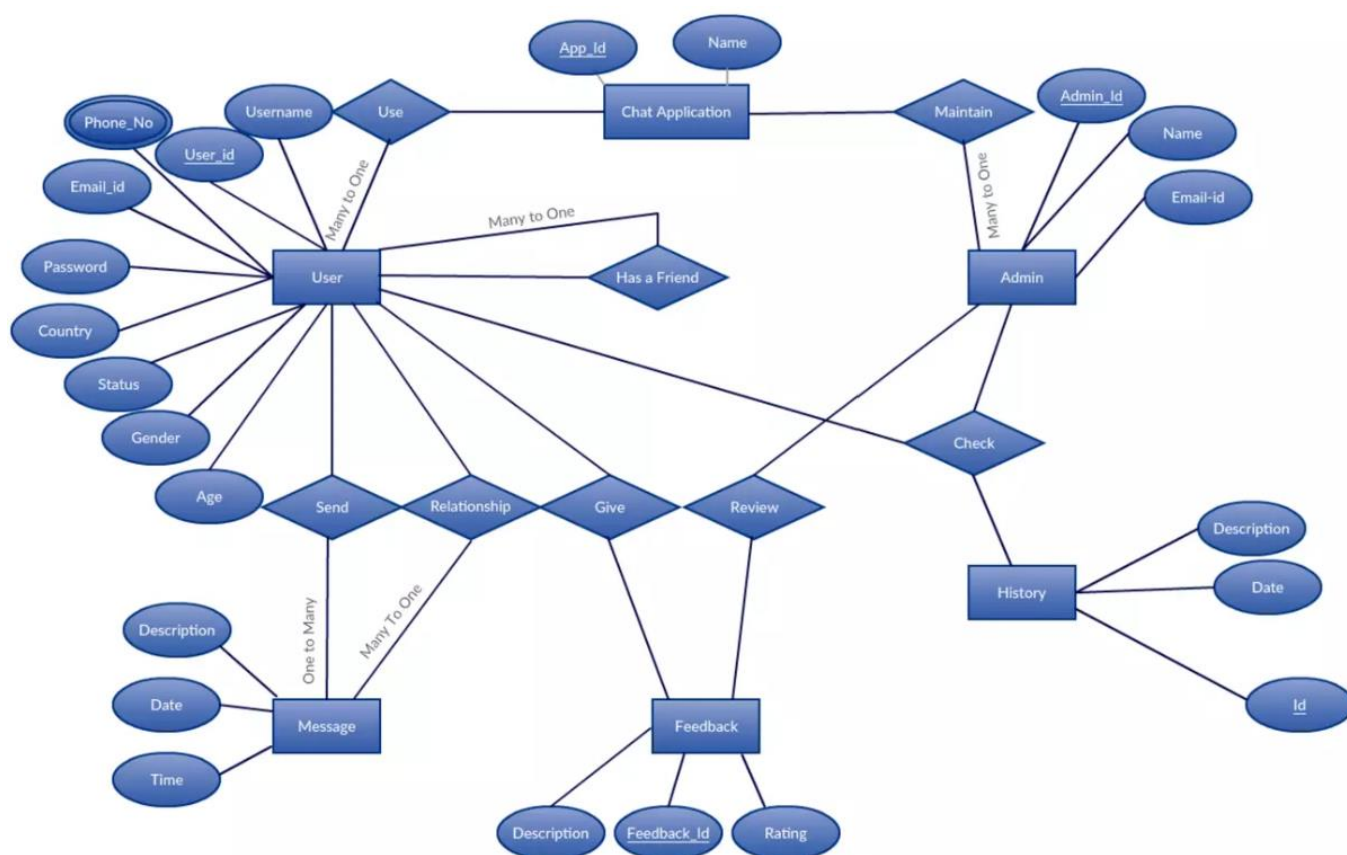 App_Id
Name
Phone_No
Username
Use
Chat Application
Maintain
Admin_Id
Name
User_id
Email_id
Many to One
Many to One
Many to One
Email-id
Password
User
Has a Friend
Admin
Country
Status
Gender
Check
Age
Send
Relationship
Give
Review
Description
Date
History
Description
One to Many
Many To One
Date
Message
Feedback
Id
Time
Description
Feedback_Id
Rating